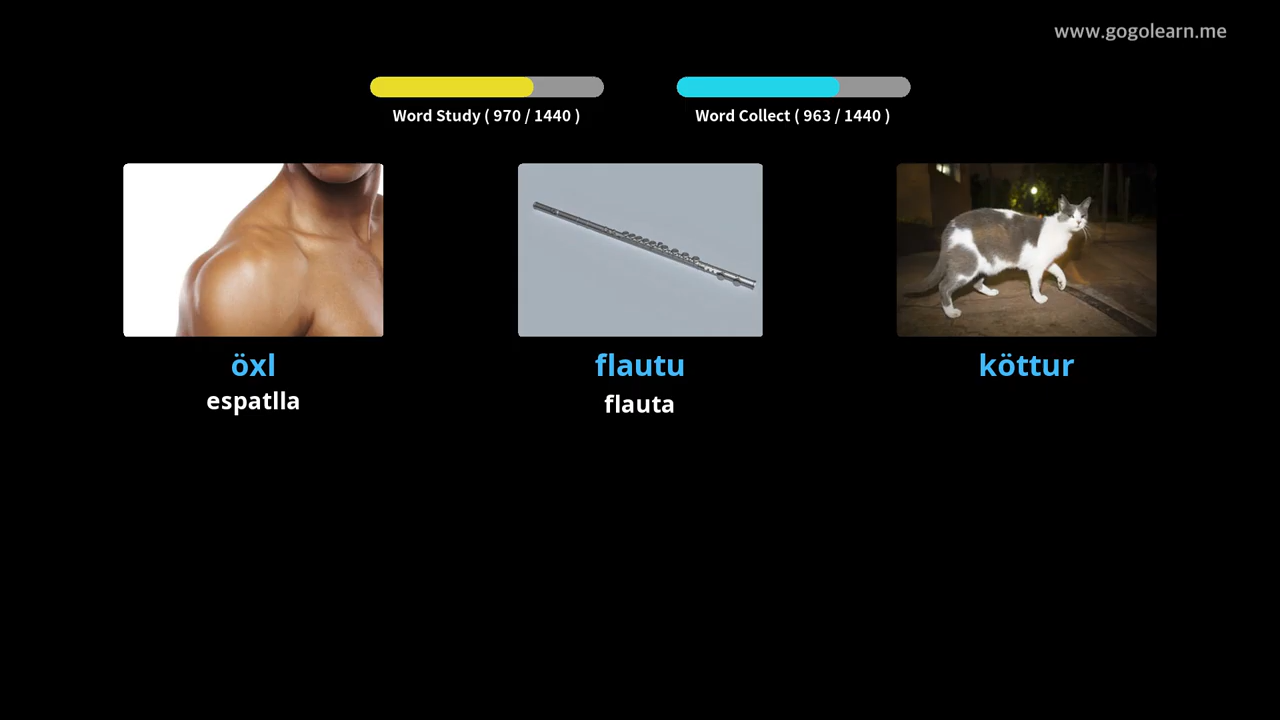 www.gogolearn.me
Word Study ( 970 / 1440 )
Word Collect ( 963 / 1440 )
öxl
flautu
köttur
espatlla
flauta